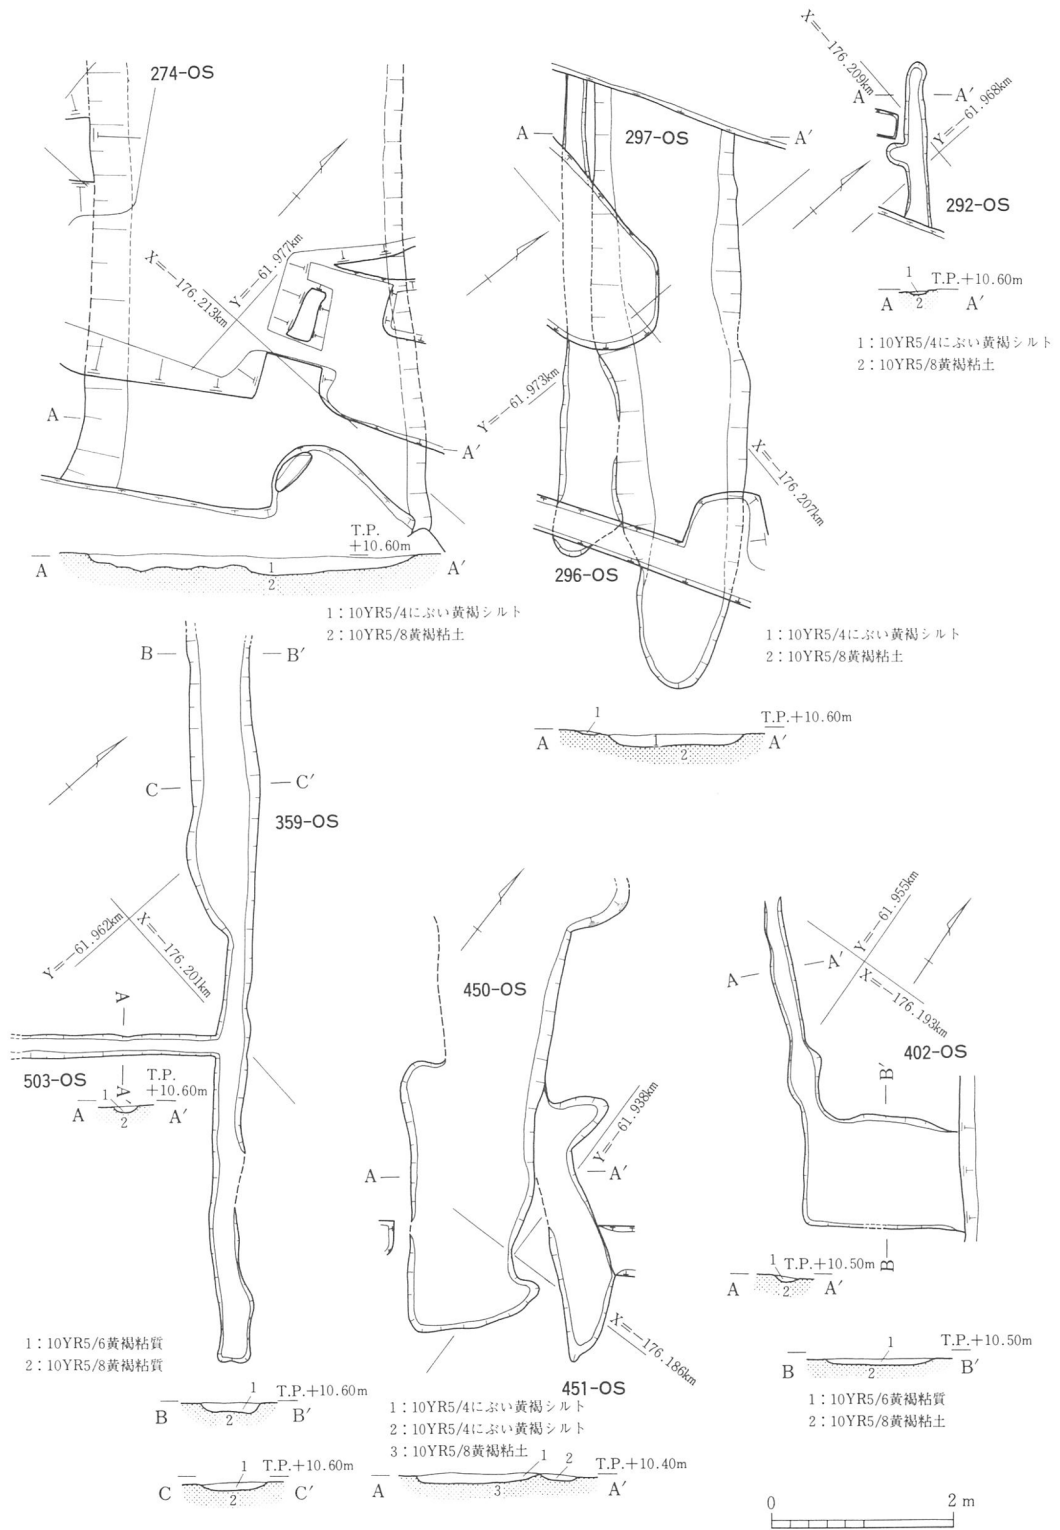 274-OS
X=-176.213km
Y=-61.977km
A
A′
T.P.
+10.60m
A
A′
1
2
1：10YR5/4にぶい黄褐シルト
2：10YR5/8黄褐粘土
A
297-OS
A′
Y=-61.973km
X=-176.207km
296-OS
1：10YR5/4にぶい黄褐シルト
2：10YR5/8黄褐粘土
1
T.P.+10.60m
A
1
A′
2
X=-176.209km
A
A′
Y=-61.968km
292-OS
1
T.P.+10.60m
A
2
A′
1：10YR5/4にぶい黄褐シルト
2：10YR5/8黄褐粘土
B
B′
C
C′
359-OS
Y=-61.962km
X=-176.201km
A
503-OS
A′
T.P.
+10.60m
1
A
2
A′
1：10YR5/6黄褐粘質
2：10YR5/8黄褐粘質
1
T.P.+10.60m
B
2
B′
1
T.P.+10.60m
C
2
C′
450-OS
Y=-61.938km
A
A′
X=-176.186km
451-OS
1：10YR5/4にぶい黄褐シルト
2：10YR5/4にぶい黄褐シルト
3：10YR5/8黄褐粘土
1
2
T.P.+10.40m
A
3
A′
Y=-61.955km
A
A′
X=-176.193km
402-OS
B′
B
1
T.P.+10.50m
A
2
A′
1
T.P.+10.50m
B
2
B′
1：10YR5/6黄褐粘質
2：10YR5/8黄褐粘土
0
2 m